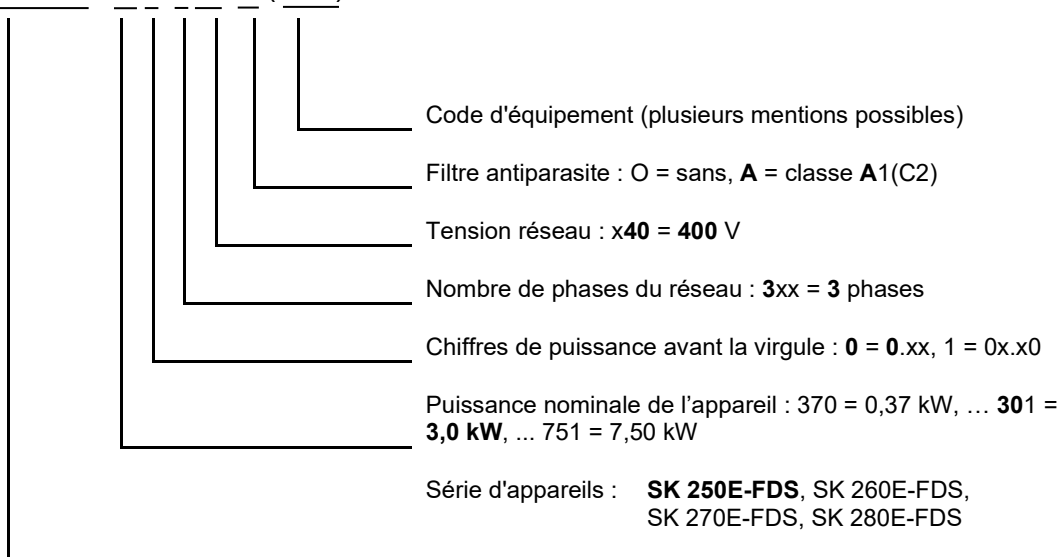 Code d'équipement (plusieurs mentions possibles)
Filtre antiparasite : O = sans, A = classe A1(C2)
Tension réseau : x40 = 400 V
Nombre de phases du réseau : 3xx = 3 phases
Chiffres de puissance avant la virgule : 0 = 0.xx, 1 = 0x.x0
Puissance nominale de l’appareil : 370 = 0,37 kW, … 301 =
3,0 kW, ... 751 = 7,50 kW
Série d'appareils : SK 250E-FDS, SK 260E-FDS,
SK 270E-FDS, SK 280E-FDS